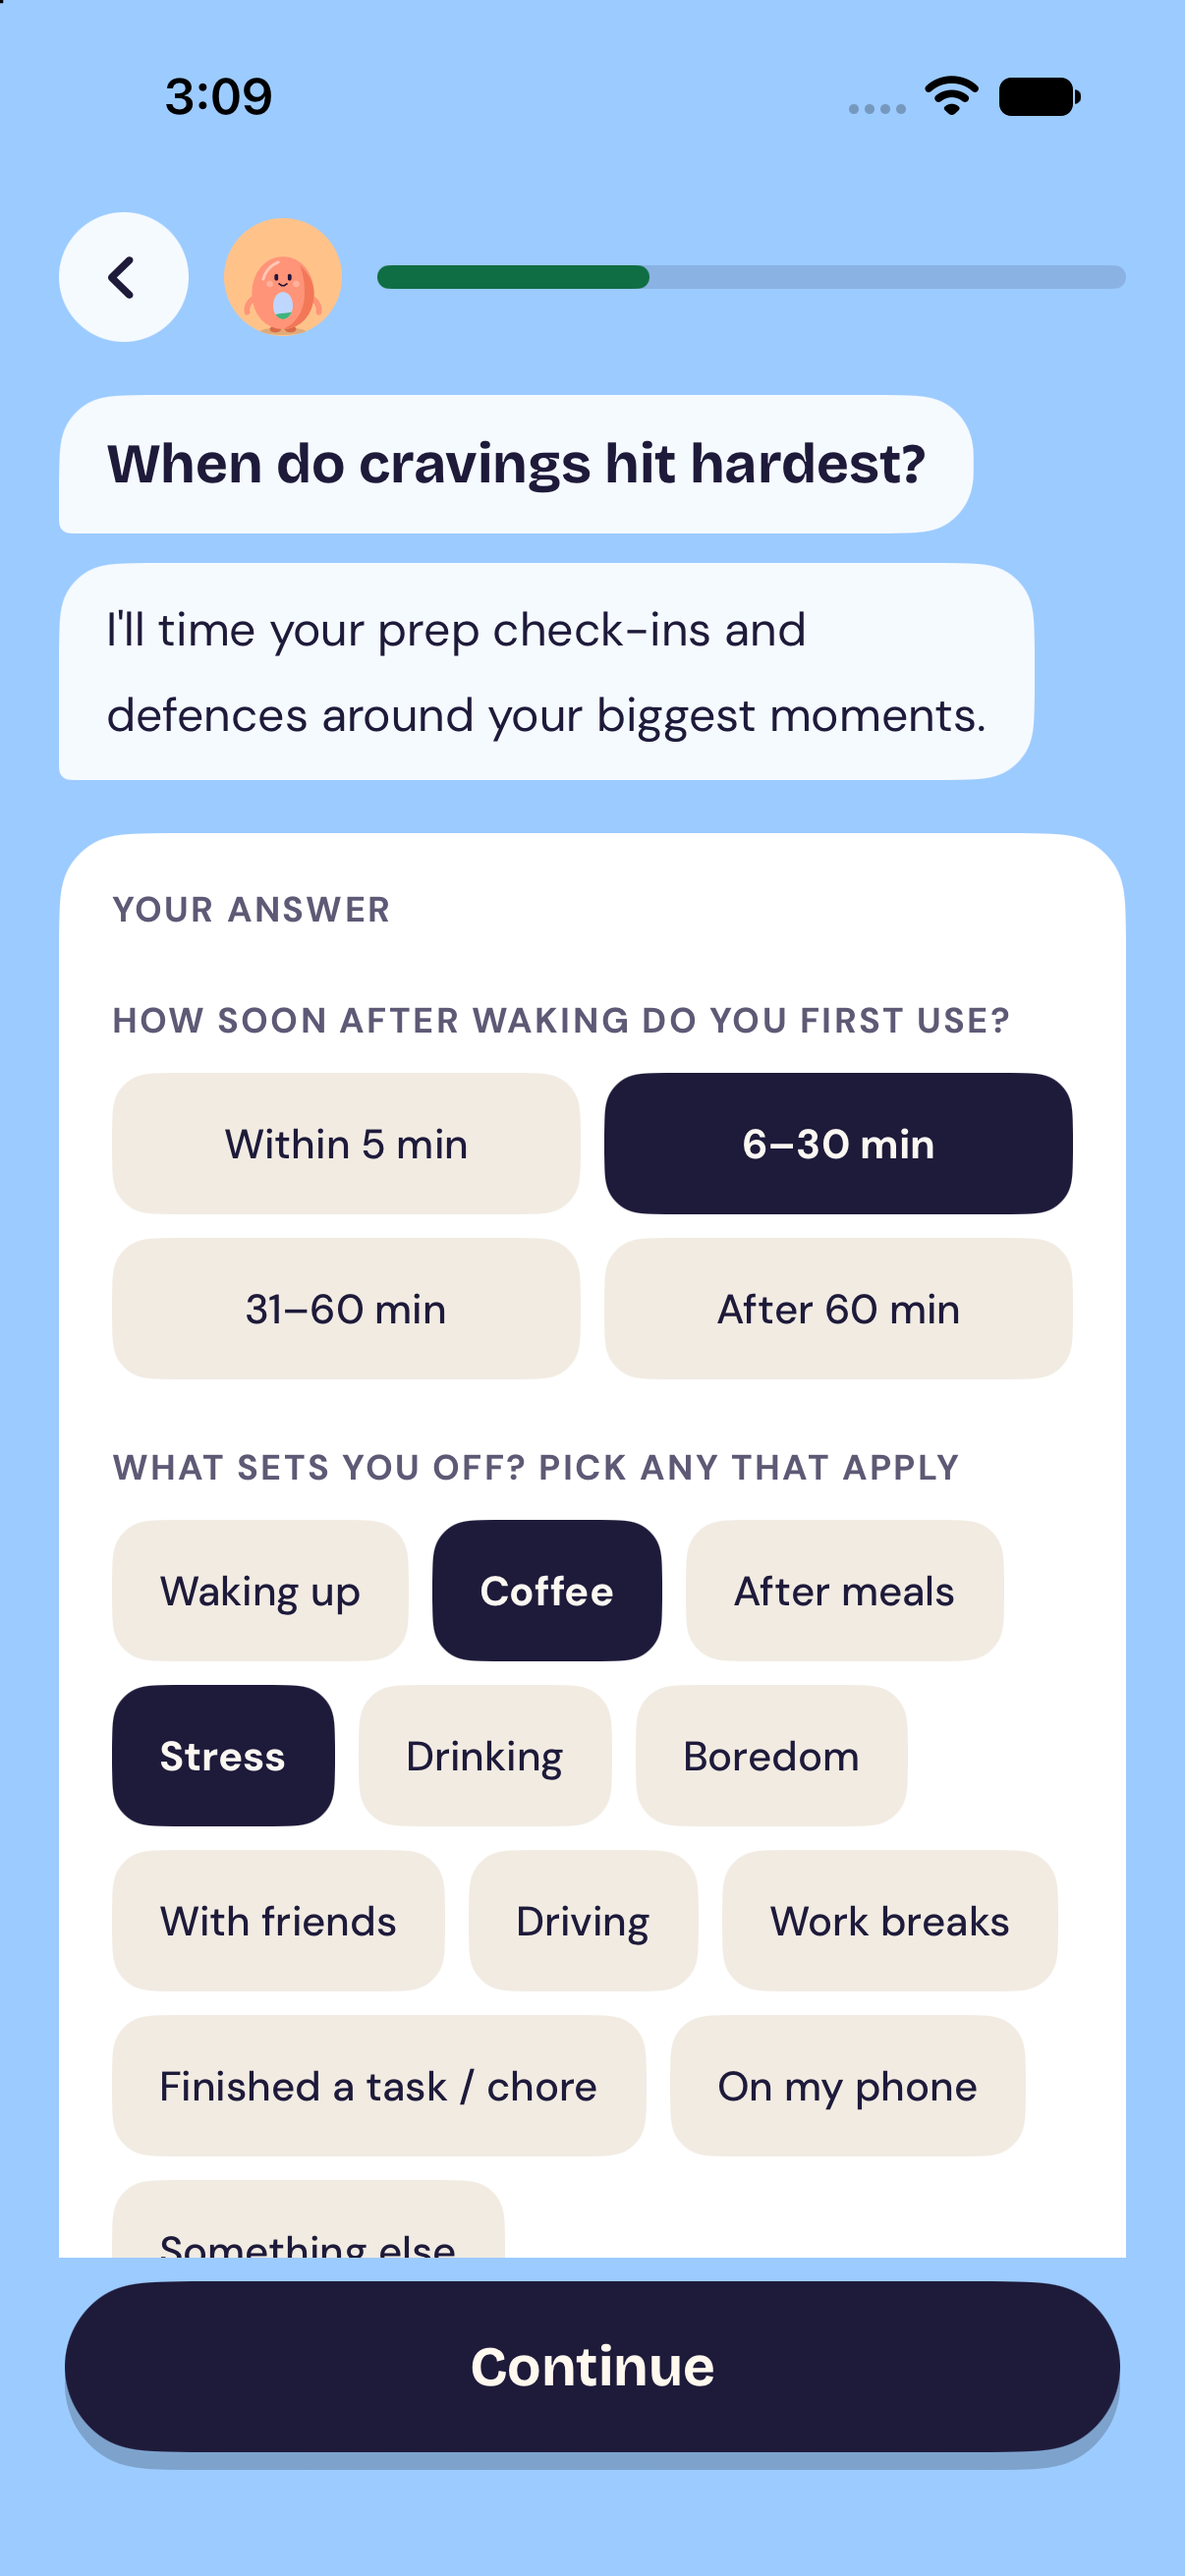 3:09
When do cravings hit hardest?
I'll time your prep check-ins and
defences around your biggest moments.
YOUR ANSWER
HOW SOON AFTER WAKING DO YOU FIRST USE?
Within 5 min
6–30 min
31–60 min
After 60 min
WHAT SETS YOU OFF? PICK ANY THAT APPLY
Waking up
Coffee
After meals
Stress
Drinking
Boredom
With friends
Driving
Work breaks
Finished a task / chore
On my phone
Something else
Continue